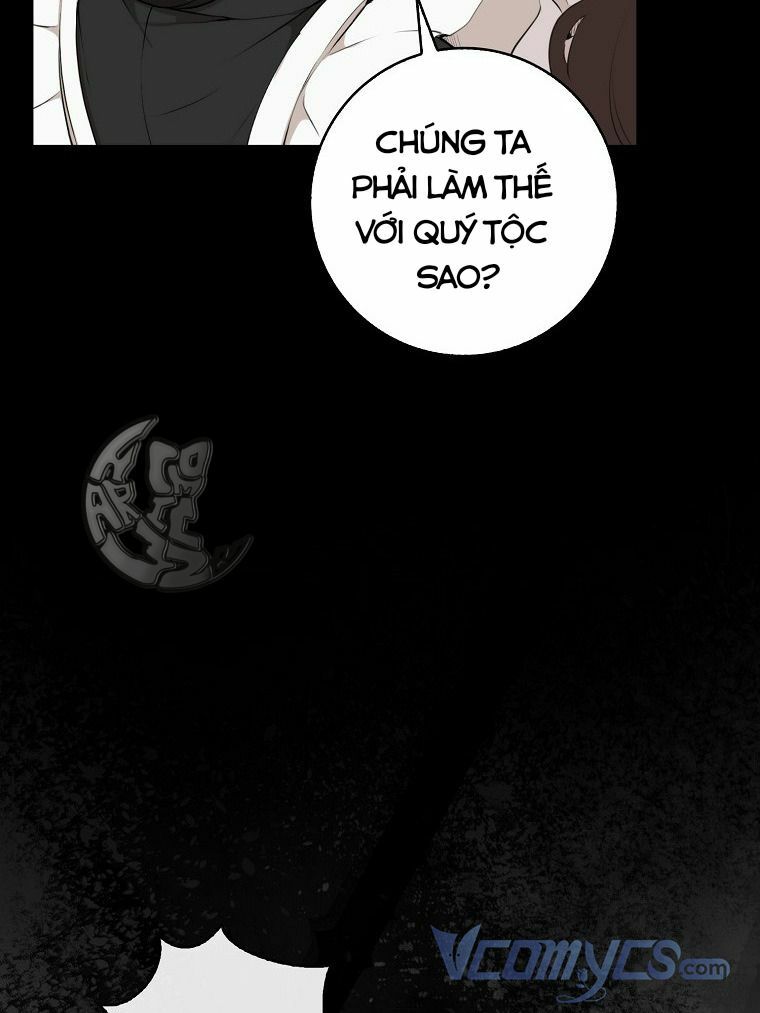 CHÚNG TA
PHẢI LÀM THẾ
VỚI QUÝ TỘC
SAO?
VCOMYCS.com